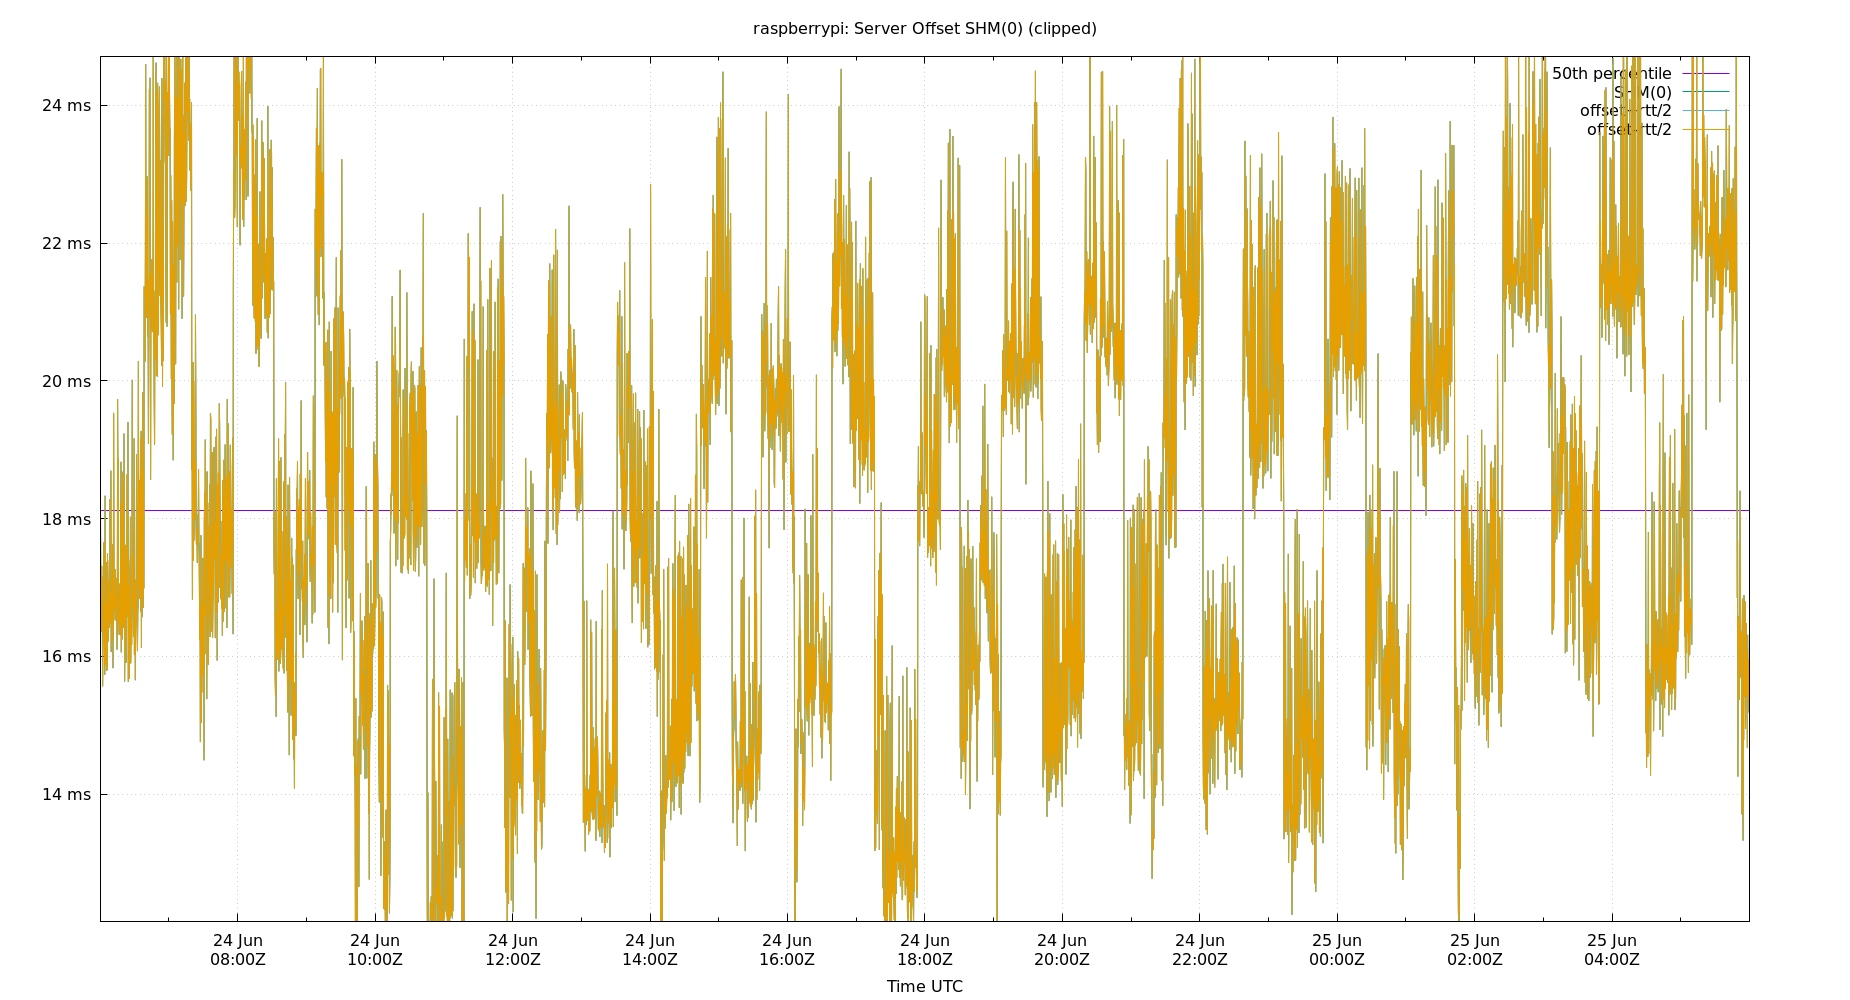 raspberrypi: Server Offset SHM(0) (clipped)
50th percentile
SHM(0)
offset-rtt/2
offset+rtt/2
24 ms
22 ms
20 ms
18 ms
16 ms
14 ms
24 Jun 24 Jun 24 Jun 24 Jun 24 Jun 24 Jun 24 Jun 24 Jun 25 Jun 25 Jun 25 Jun
08:00Z 10:00Z 12:00Z 14:00Z 16:00Z 18:00Z 20:00Z 22:00Z 00:00Z 02:00Z 04:00Z
Time UTC